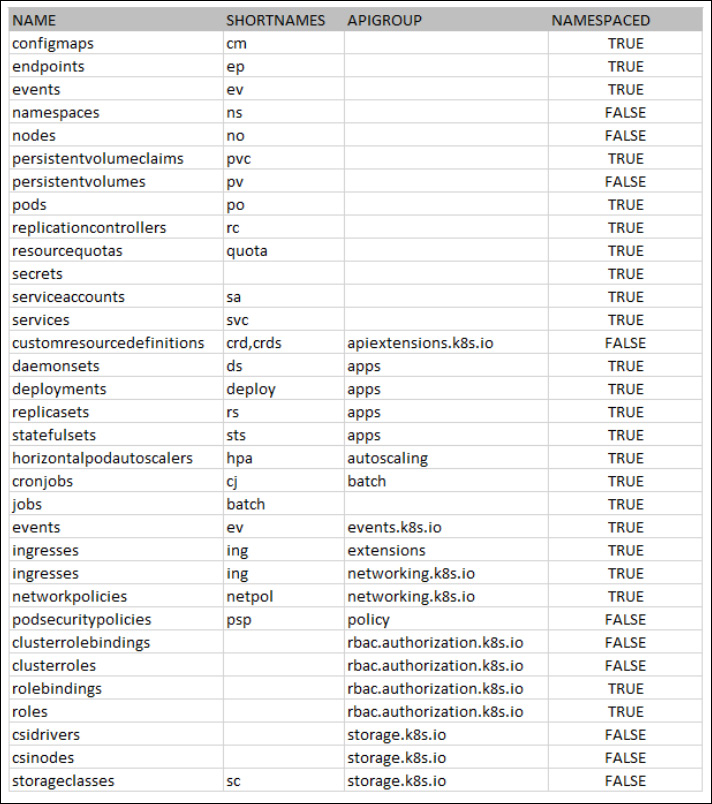 NAME SHORTNAMES APIGROUP NAMESPACED
configmaps cm TRUE
endpoints ep TRUE
events ev TRUE
namespaces ns FALSE
nodes no FALSE
persistentvolumeclaims pvc TRUE
persistentvolumes pv FALSE
pods po TRUE
replicationcontrollers rc TRUE
resourcequotas quota TRUE
secrets TRUE
serviceaccounts sa TRUE
services svc TRUE
customresourcedefinitions crd,crds apiextensions.k8s.io FALSE
daemonsets ds apps TRUE
deployments deploy apps TRUE
replicasets rs apps TRUE
statefulsets sts apps TRUE
horizontalpodautoscalers hpa autoscaling TRUE
cronjobs cj batch TRUE
jobs batch TRUE
events ev events.k8s.io TRUE
ingresses ing extensions TRUE
ingresses ing networking.k8s.io TRUE
networkpolicies netpol networking.k8s.io TRUE
podsecuritypolicies psp policy FALSE
clusterrolebindings rbac.authorization.k8s.io FALSE
clusterroles rbac.authorization.k8s.io FALSE
rolebindings rbac.authorization.k8s.io TRUE
roles rbac.authorization.k8s.io TRUE
csidrivers storage.k8s.io FALSE
csinodes storage.k8s.io FALSE
storageclasses sc storage.k8s.io FALSE